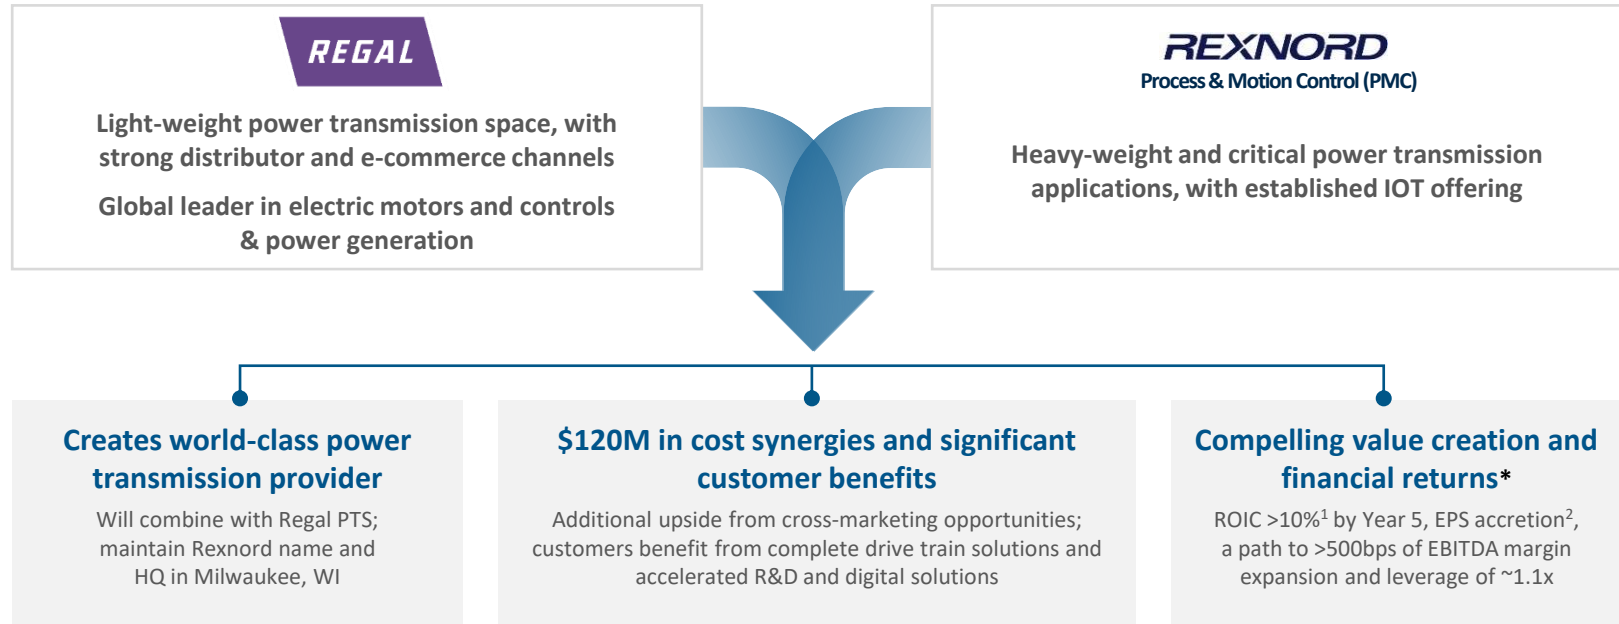 REGAL
Light-weight power transmission space, with
strong distributor and e-commerce channels
Global leader in electric motors and controls
& power generation
REXNORD
Process & Motion Control (PMC)
Heavy-weight and critical power transmission
applications, with established IOT offering
Creates world-class power
transmission provider
Will combine with Regal PTS;
maintain Rexnord name and
HQ in Milwaukee, WI
$120M in cost synergies and significant
customer benefits
Additional upside from cross-marketing opportunities;
customers benefit from complete drive train solutions and
accelerated R&D and digital solutions
Compelling value creation and
financial returns*
ROIC >10%¹ by Year 5, EPS accretion²,
a path to >500bps of EBITDA margin
expansion and leverage of ~1.1x